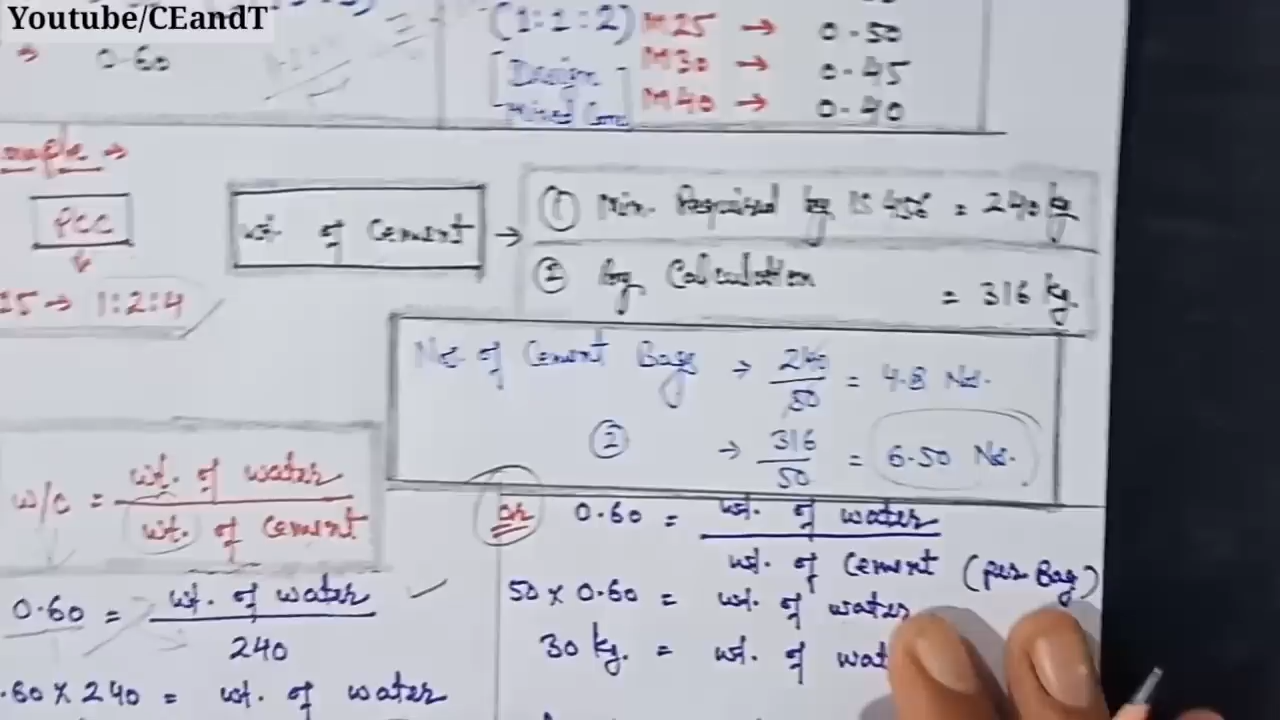 Youtube/CEandT
→ 0.60
(1:1:2) M25 → 0.50
[Design M30 → 0.45
Mixed Conc] M40 → 0.40
ample →
PCC
15 → 1:2:4
wt. of Cement →
① Min. Required by IS 456 = 240 kg
② by Calculation = 316 kg.
No. of Cement Bags → 240/50 = 4.8 No.
② → 316/50 = 6.50 No.
w/c = wt. of water / wt. of cement
0.60 = wt. of water / 240
.60 x 240 = wt. of water
or 0.60 = wt. of water / wt. of Cement (per Bag)
50 x 0.60 = wt. of water
30 kg. = wt. of wat